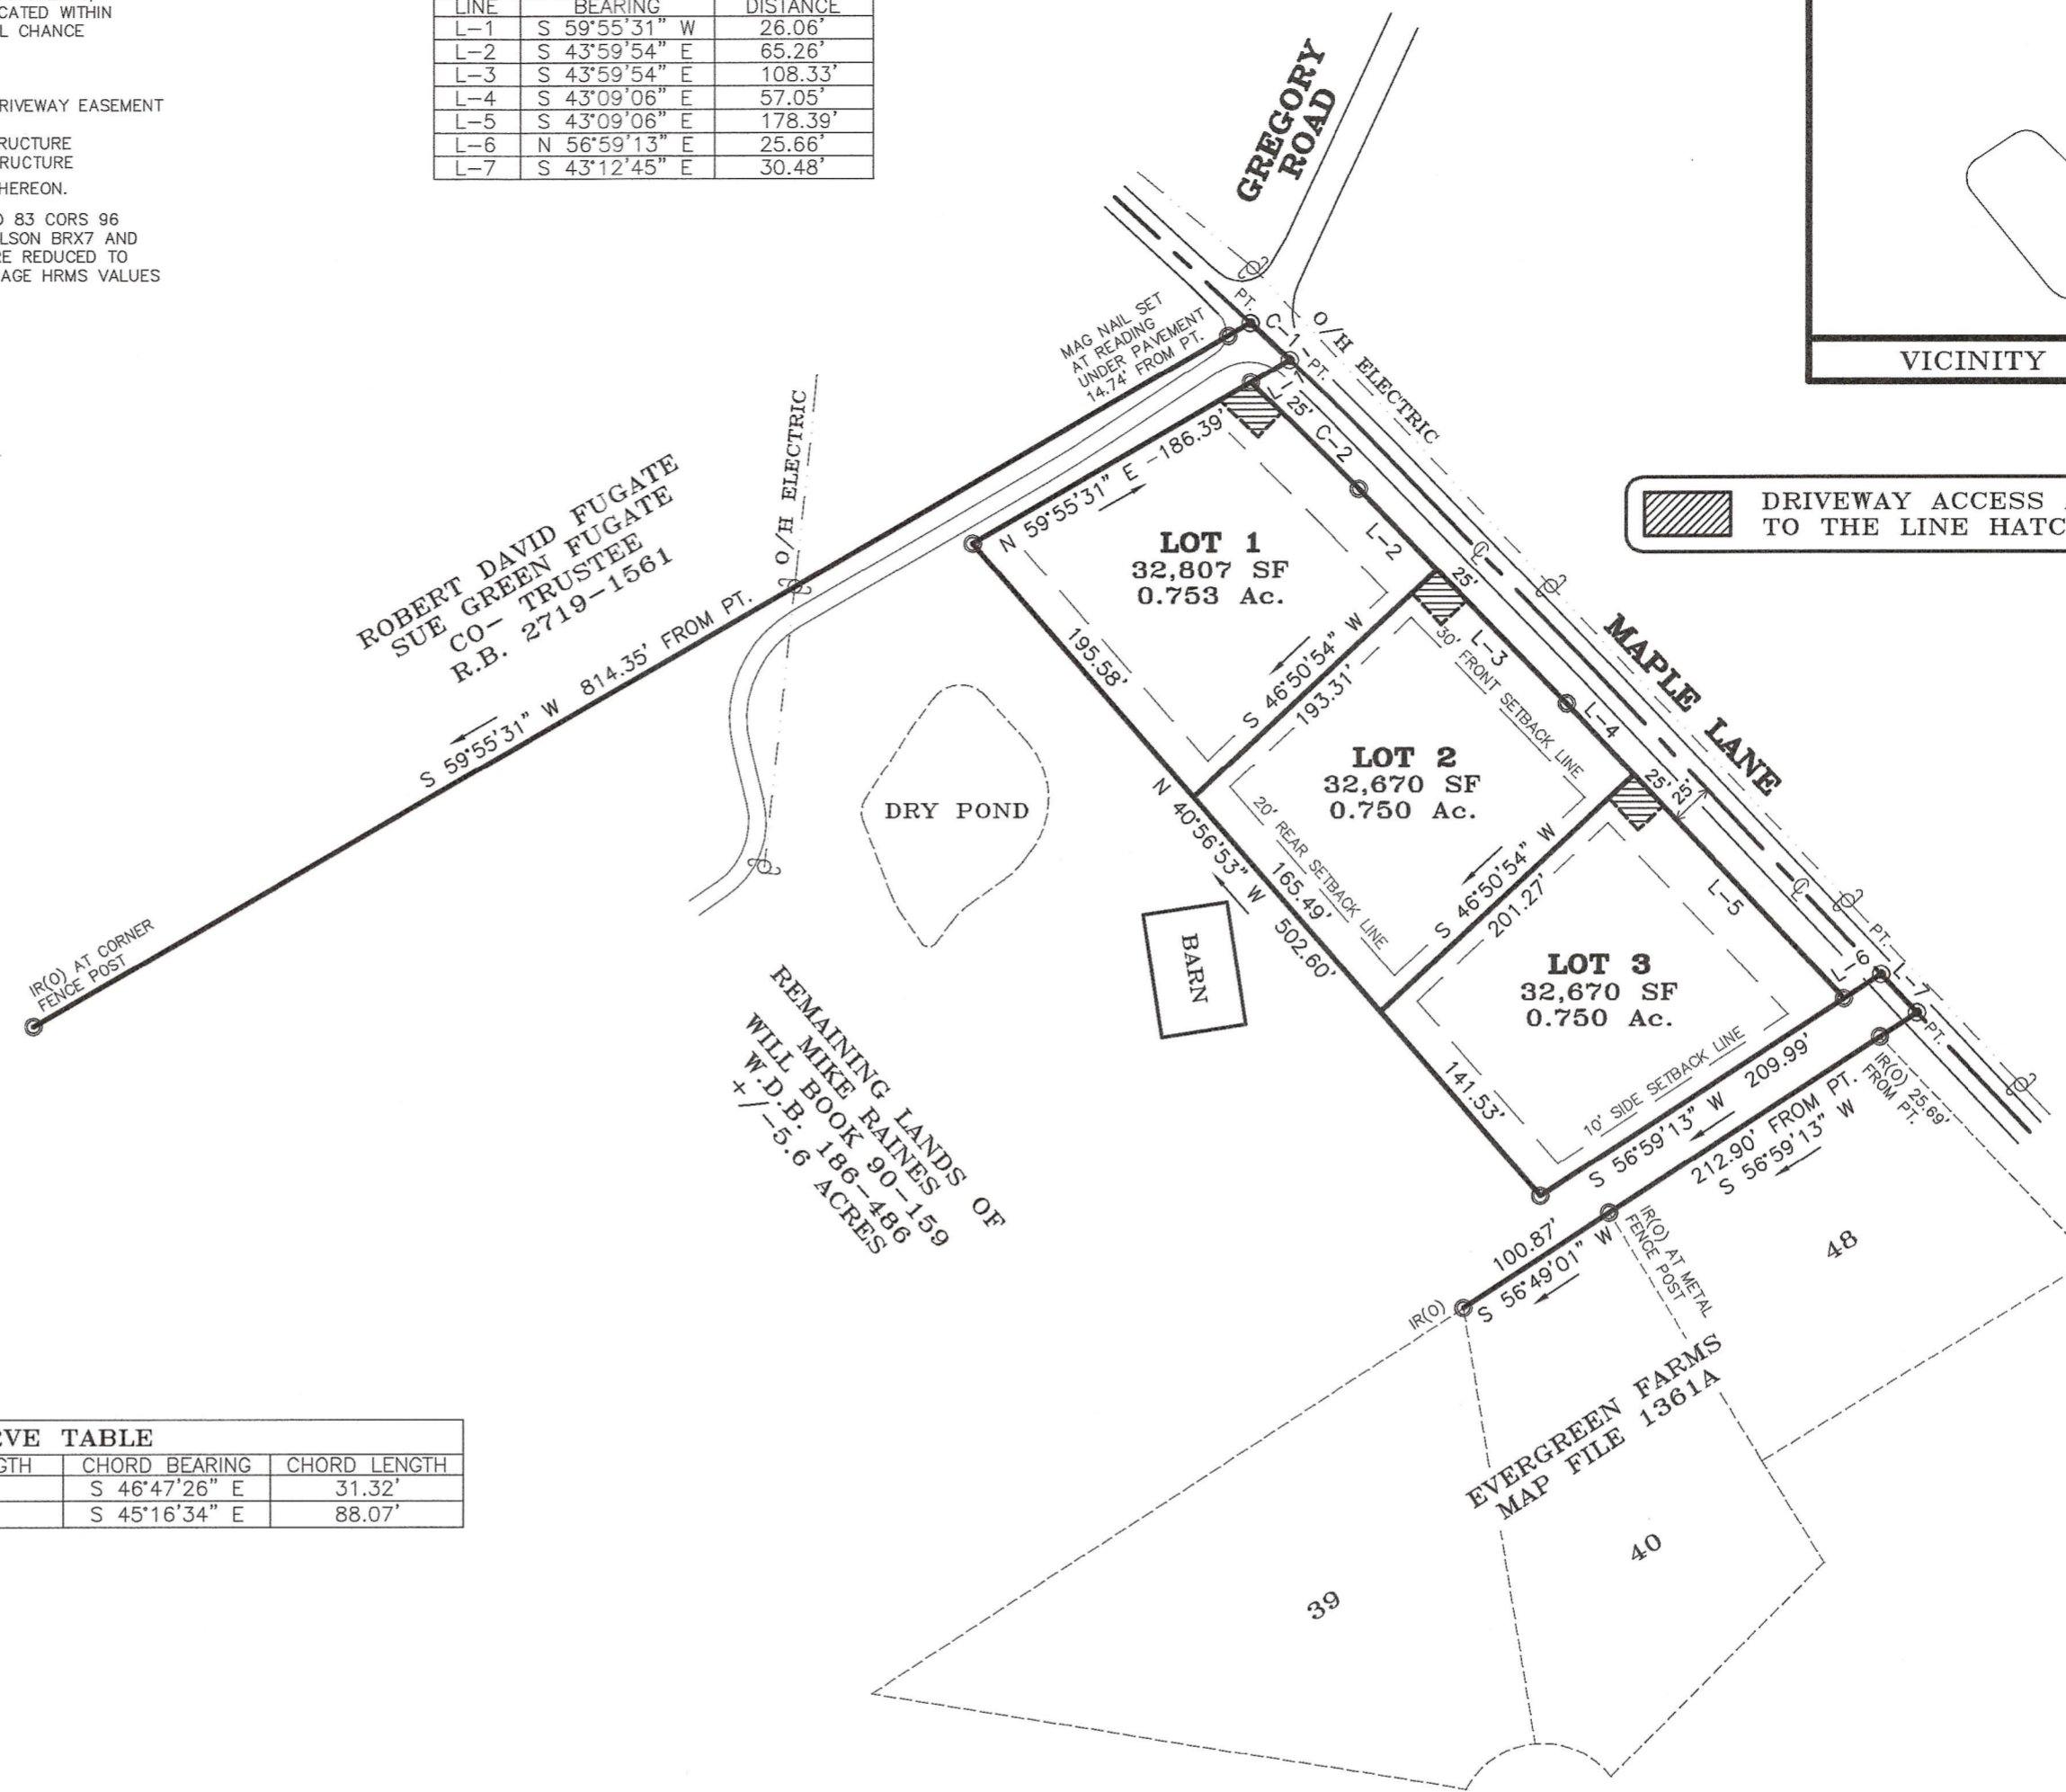 CATED WITHIN
L CHANCE
RIVEWAY EASEMENT
RUCTURE
RUCTURE
HEREON.
D 83 CORS 96
LSON BRX7 AND
RE REDUCED TO
AGE HRMS VALUES
LINE BEARING DISTANCE
L-1 S 59°55'31" W 26.06'
L-2 S 43°59'54" E 65.26'
L-3 S 43°59'54" E 108.33'
L-4 S 43°09'06" E 57.05'
L-5 S 43°09'06" E 178.39'
L-6 N 56°59'13" E 25.66'
L-7 S 43°12'45" E 30.48'
GREGORY
ROAD
VICINITY
DRIVEWAY ACCESS
TO THE LINE HATC
MAG NAIL SET
AT READING
UNDER PAVEMENT
14.74' FROM PT.
PT.
C-1
PT.
O/H ELECTRIC
L-1
25'
C-2
L-2
25'
L-3
L-4
25'
25'
L-5
℄
℄
MAPLE LANE
PT.
L-6
L-7
PT.
O/H ELECTRIC
ROBERT DAVID FUGATE
SUE GREEN FUGATE
CO- TRUSTEE
R.B. 2719-1561
S 59°55'31" W 814.35' FROM PT.
IR(O) AT CORNER
FENCE POST
N 59°55'31" E -186.39'
LOT 1
32,807 SF
0.753 Ac.
195.58'
S 46°50'54" W
193.31'
30' FRONT SETBACK LINE
LOT 2
32,670 SF
0.750 Ac.
20' REAR SETBACK LINE
N 40°56'53" W 502.60'
165.49'
S 46°50'54" W
201.27'
LOT 3
32,670 SF
0.750 Ac.
141.53'
10' SIDE SETBACK LINE
S 56°59'13" W 209.99'
212.90' FROM PT.
S 56°59'13" W
IR(O) 25.69'
FROM PT.
100.87'
S 56°49'01" W
IR(O) AT METAL
FENCE POST
IR(O)
DRY POND
BARN
REMAINING LANDS OF
MIKE RAINES
WILL BOOK 90-159
W.D.B. 186-486
+/-5.6 ACRES
EVERGREEN FARMS
MAP FILE 1361A
48
40
39
RVE TABLE
GTH CHORD BEARING CHORD LENGTH
S 46°47'26" E 31.32'
S 45°16'34" E 88.07'